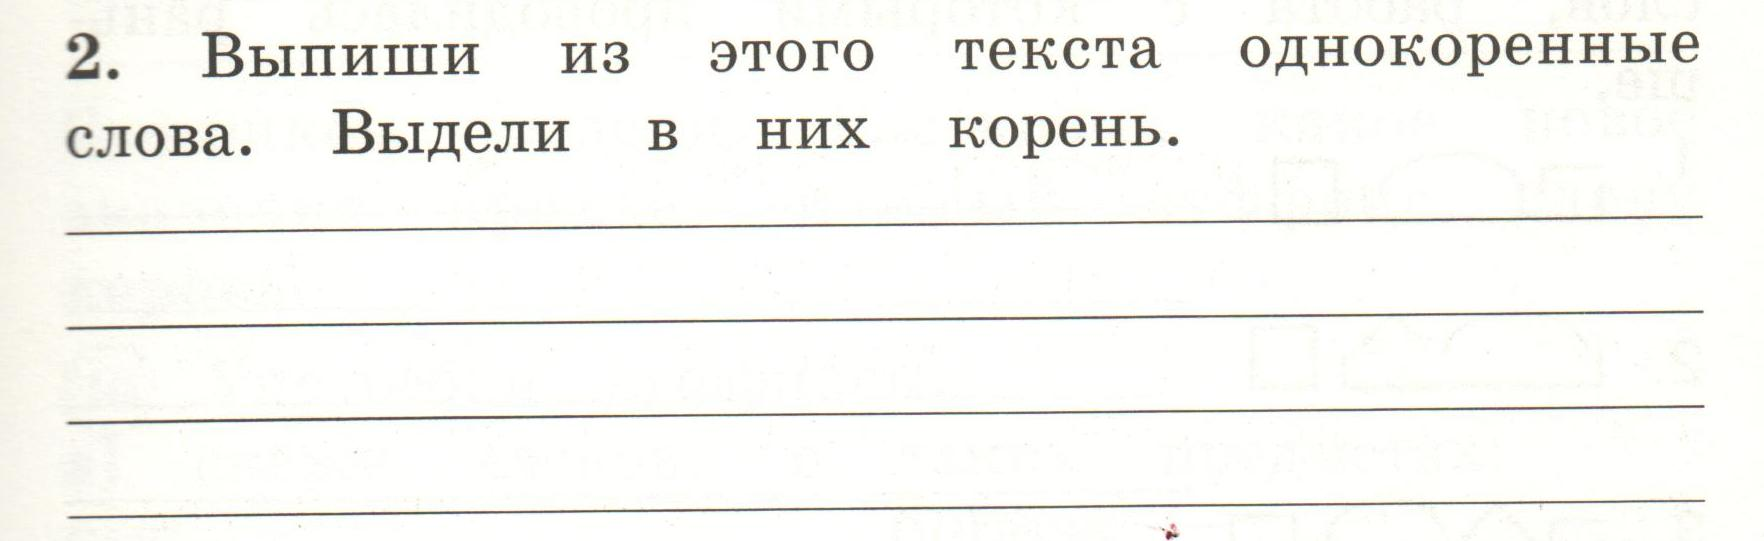 2. Выпиши из этого текста однокоренные
слова. Выдели в них корень.